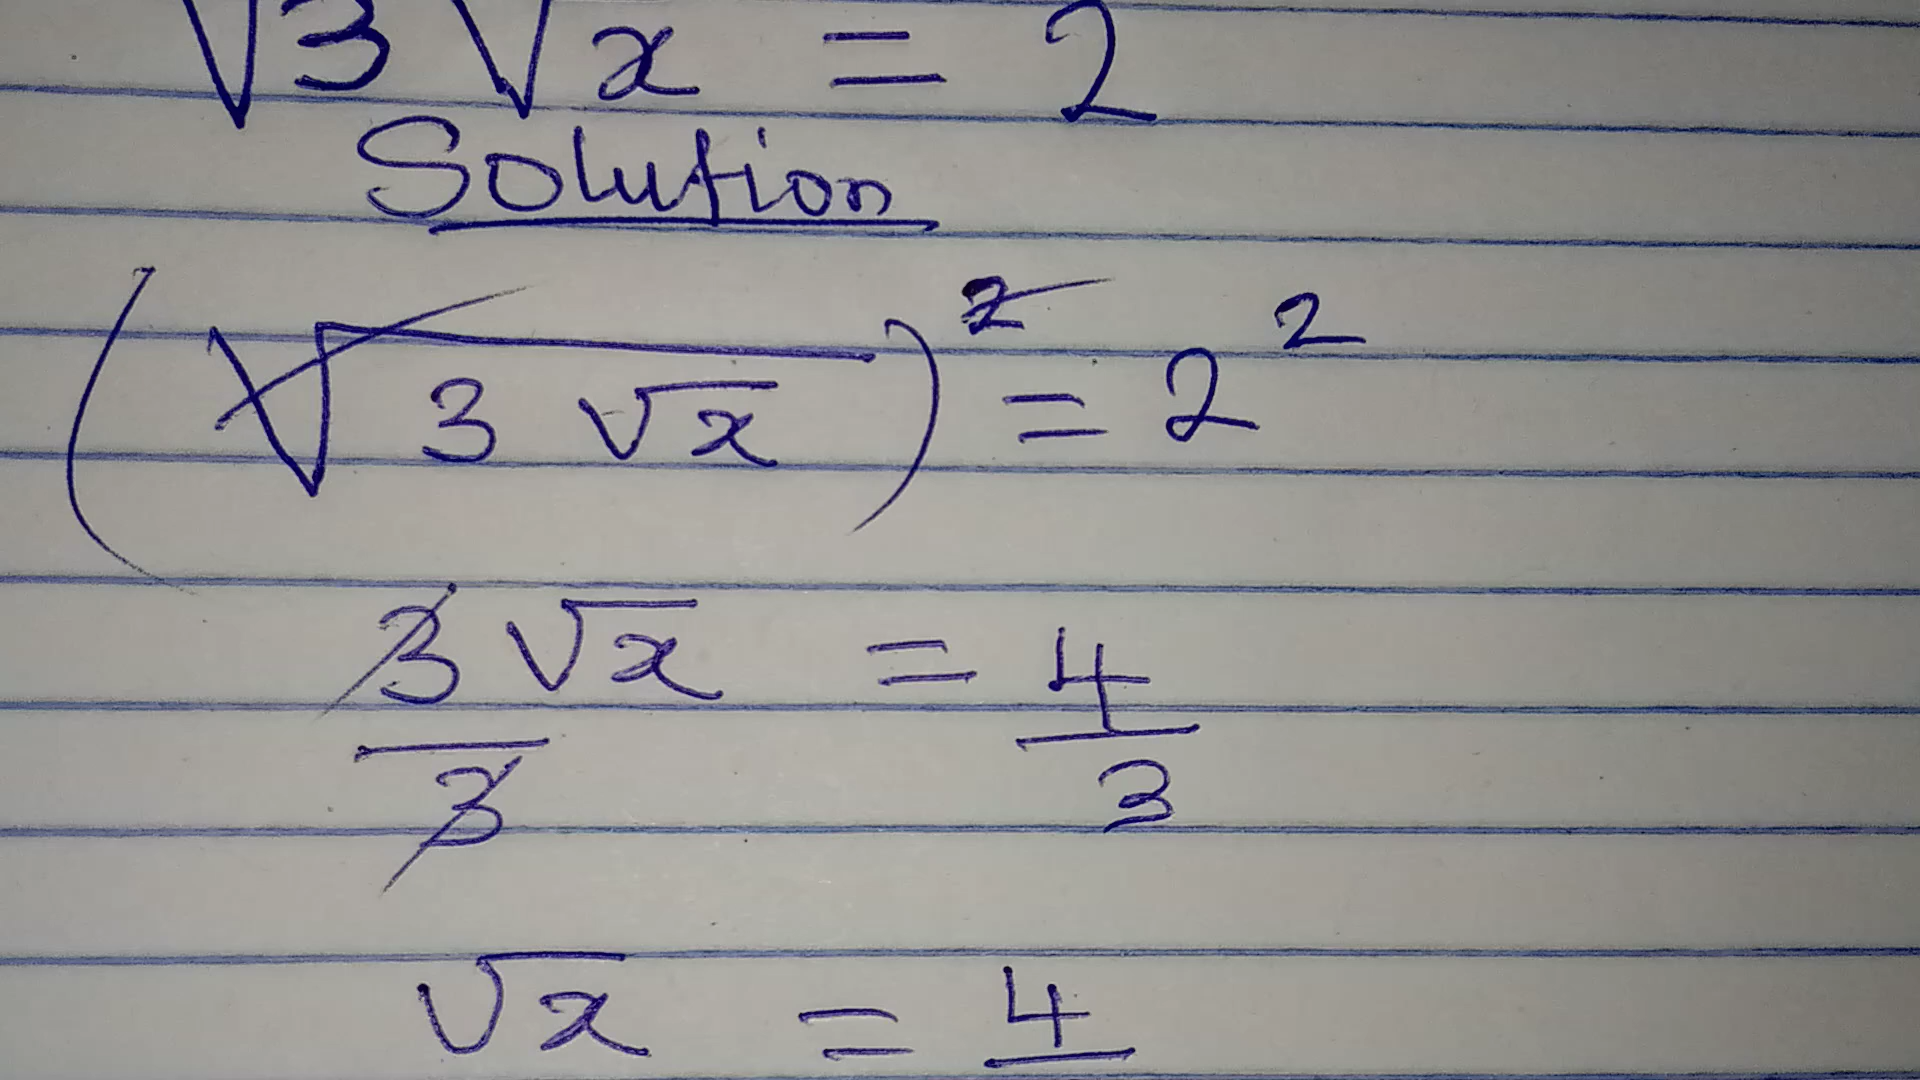 √3√x = 2
Solution
(√(3√x))² = 2²
3√x = 4
3 3
√x = 4